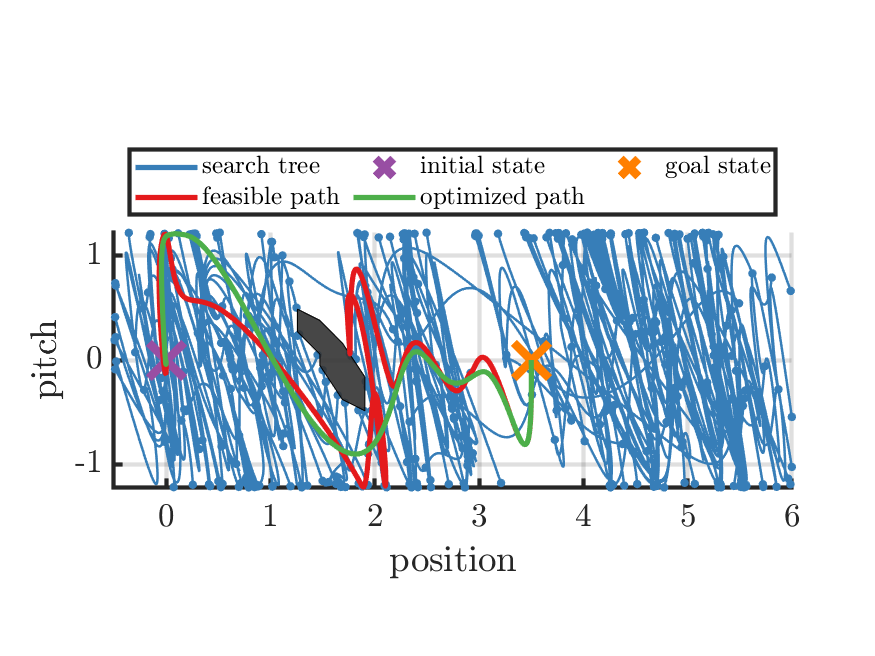 search tree initial state goal state
feasible path optimized path
1
0
-1
pitch
0 1 2 3 4 5 6
position